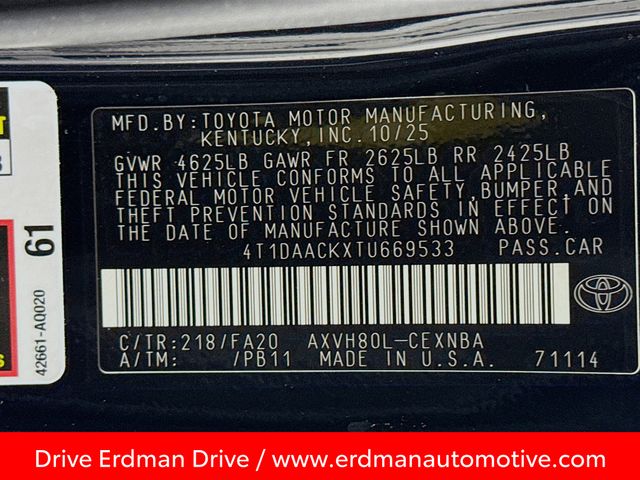 MFD.BY:TOYOTA MOTOR MANUFACTURING,
KENTUCKY,INC.10/25
GVWR 4625LB GAWR FR 2625LB RR 2425LB
THIS VEHICLE CONFORMS TO ALL APPLICABLE
FEDERAL MOTOR VEHICLE SAFETY,BUMPER,AND
THEFT PREVENTION STANDARDS IN EFFECT ON
THE DATE OF MANUFACTURE SHOWN ABOVE.
4T1DAACKXTU669533 PASS.CAR
C/TR:218/FA20 AXVH80L-CEXNBA
A/TM: /PB11 MADE IN U.S.A. 71114
61
42661-AQ020
Drive Erdman Drive / www.erdmanautomotive.com